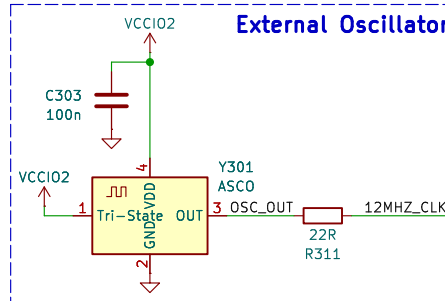 VCCIO2
External Oscillator
C303
100n
VCCIO2
4
Y301
ASCO
VDD
1
Tri-State
OUT
3
OSC_OUT
12MHZ_CLK
GND
2
22R
R311